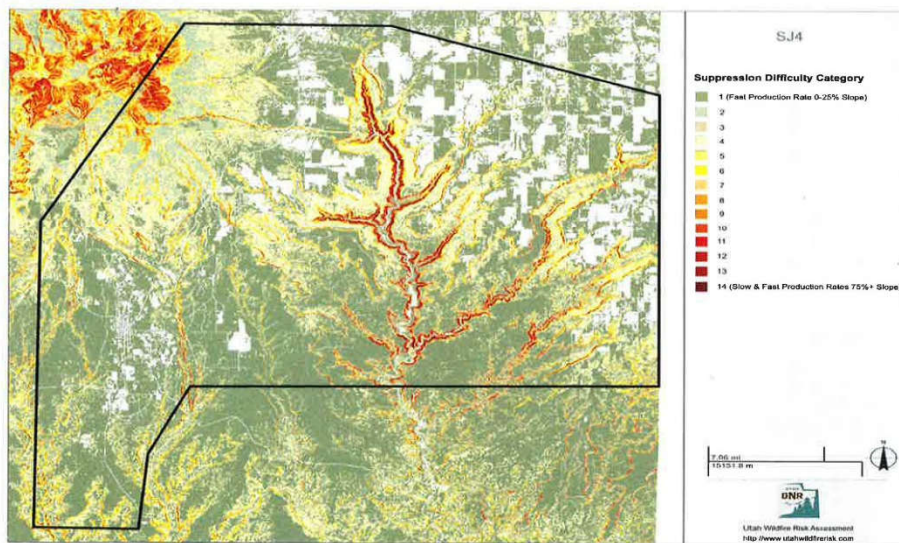 SJ4
Suppression Difficulty Category
1 (Fast Production Rate 0-25% Slope)
2
3
4
5
6
7
8
9
10
11
12
13
14 (Slow & Fast Production Rates 75%+ Slope
N
7.96 mi
15151.8 m
DNR
Utah Wildfire Risk Assessment
http://www.utahwildfirerisk.com